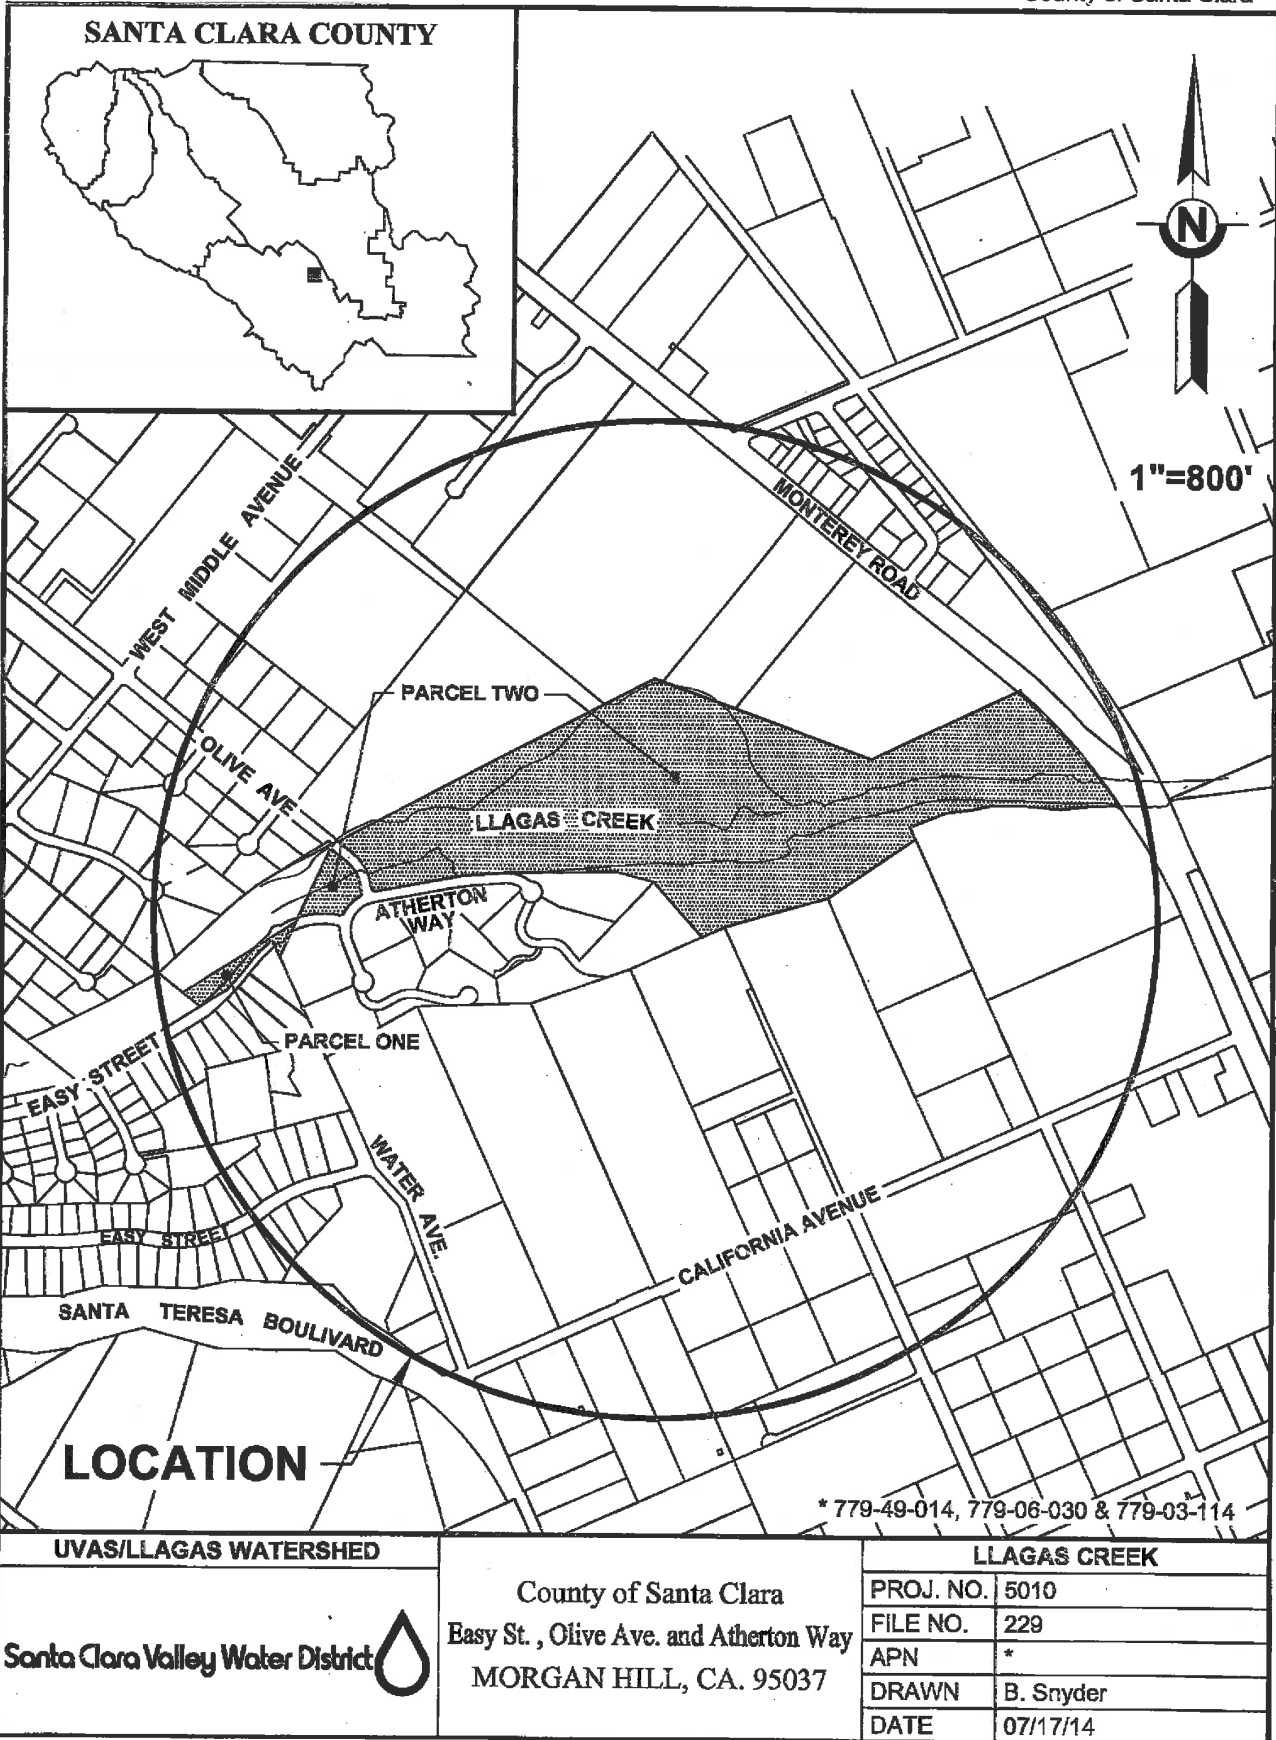 SANTA CLARA COUNTY
N
1"=800'
WEST MIDDLE AVENUE
MONTEREY ROAD
PARCEL TWO
OLIVE AVE.
LLAGAS CREEK
ATHERTON
WAY
PARCEL ONE
EASY STREET
WATER AVE.
CALIFORNIA AVENUE
EASY STREET
SANTA TERESA BOULIVARD
LOCATION
* 779-49-014, 779-06-030 & 779-03-114
UVAS/LLAGAS WATERSHED
Santa Clara Valley Water District
County of Santa Clara
Easy St. , Olive Ave. and Atherton Way
MORGAN HILL, CA. 95037
LLAGAS CREEK
PROJ. NO. 5010
FILE NO. 229
APN *
DRAWN B. Snyder
DATE 07/17/14